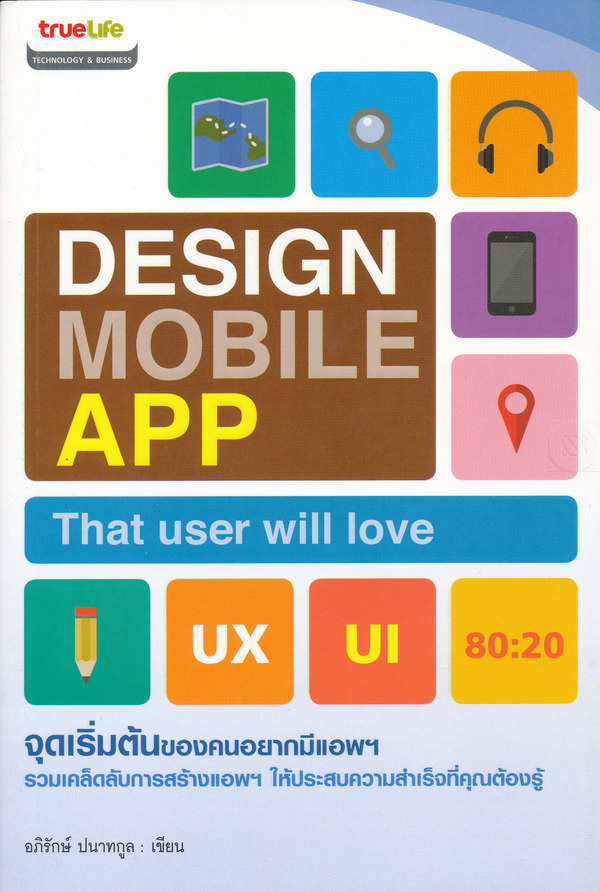 trueLife
TECHNOLOGY & BUSINESS
DESIGN
MOBILE
APP
That user will love
UX
UI
80:20
จุดเริ่มต้นของคนอยากมีแอพฯ
รวมเคล็ดลับการสร้างแอพฯ ให้ประสบความสำเร็จที่คุณต้องรู้
อภิรักษ์ ปนาทกูล : เขียน